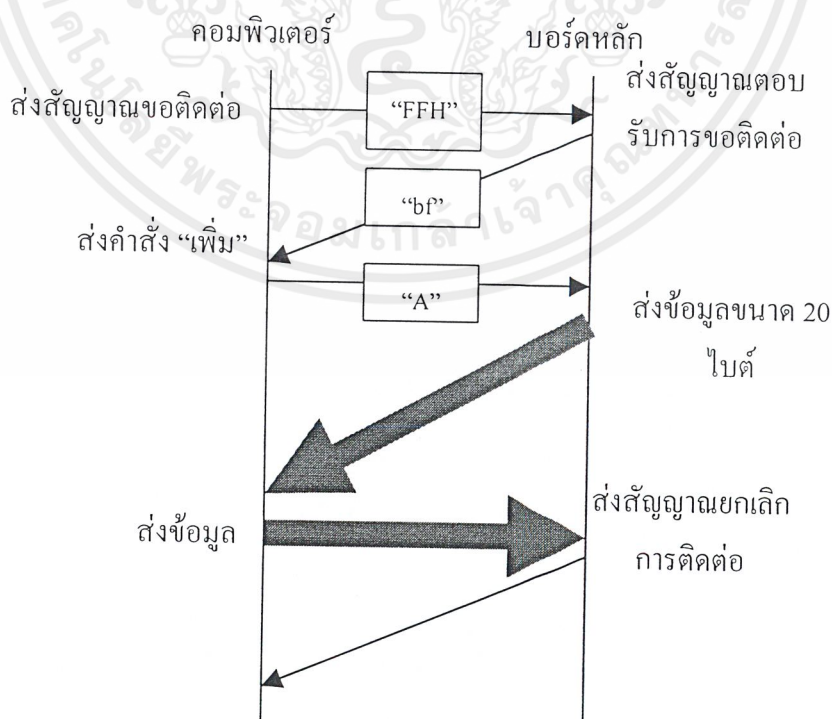 คอมพิวเตอร์
บอร์ดหลัก
ส่งสัญญาณขอติดต่อ
“FFH”
ส่งสัญญาณตอบ
รับการขอติดต่อ
“bf”
ส่งคำสั่ง “เพิ่ม”
“A”
ส่งข้อมูลขนาด 20
ไบต์
ส่งข้อมูล
ส่งสัญญาณยกเลิก
การติดต่อ